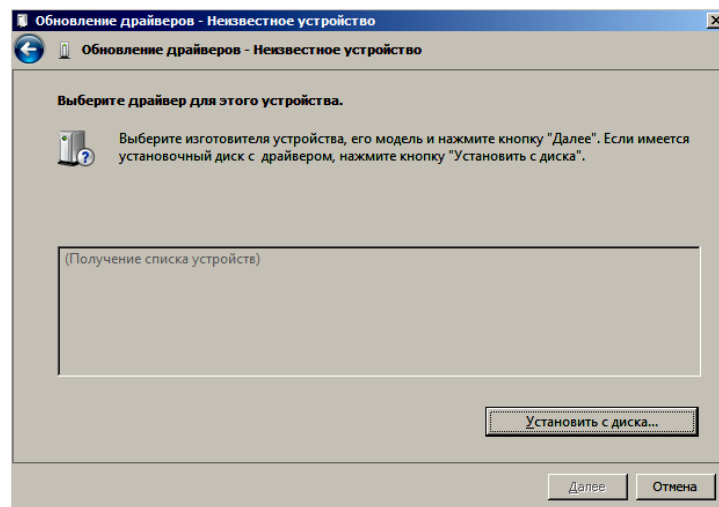 Обновление драйверов - Неизвестное устройство
Обновление драйверов - Неизвестное устройство
Выберите драйвер для этого устройства.
Выберите изготовителя устройства, его модель и нажмите кнопку "Далее". Если имеется
установочный диск с драйвером, нажмите кнопку "Установить с диска".
(Получение списка устройств)
Установить с диска...
Далее
Отмена